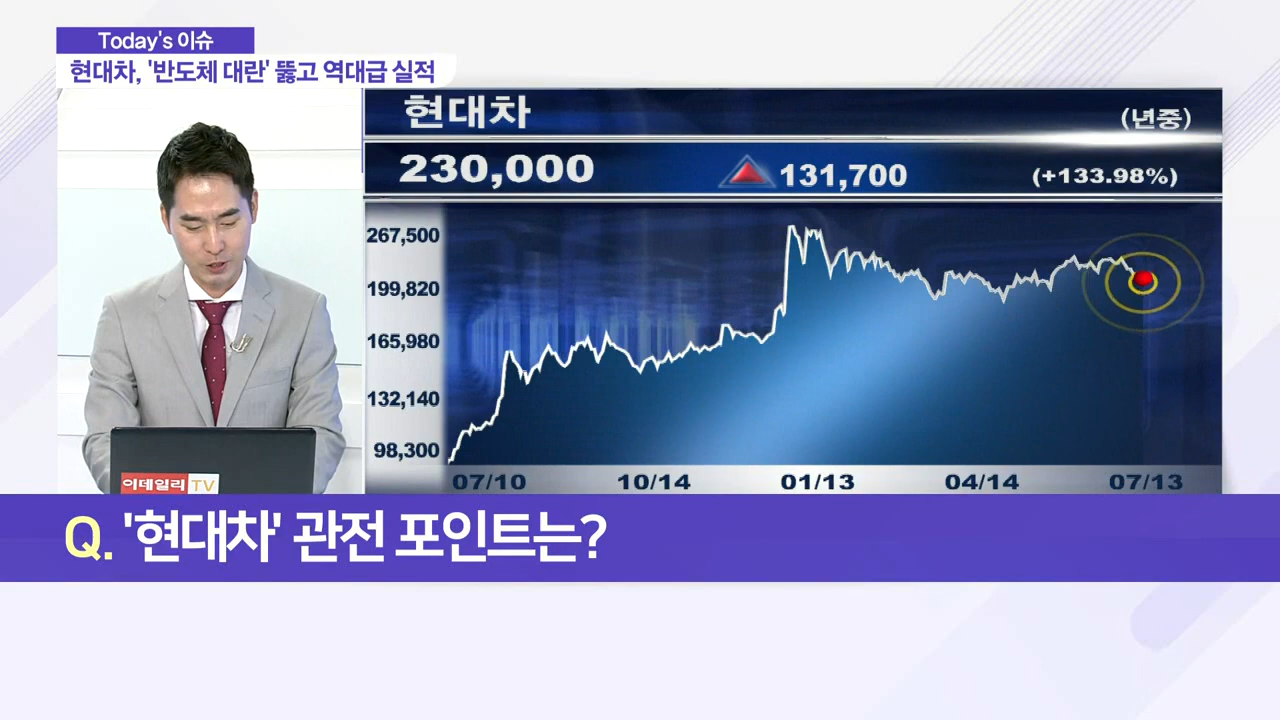 Today's 이슈
현대차, '반도체 대란' 뚫고 역대급 실적
현대차 (년중)
230,000 131,700 (+133.98%)
267,500
199,820
165,980
132,140
98,300
07/10 10/14 01/13 04/14 07/13
이데일리 TV
Q. '현대차' 관전 포인트는?